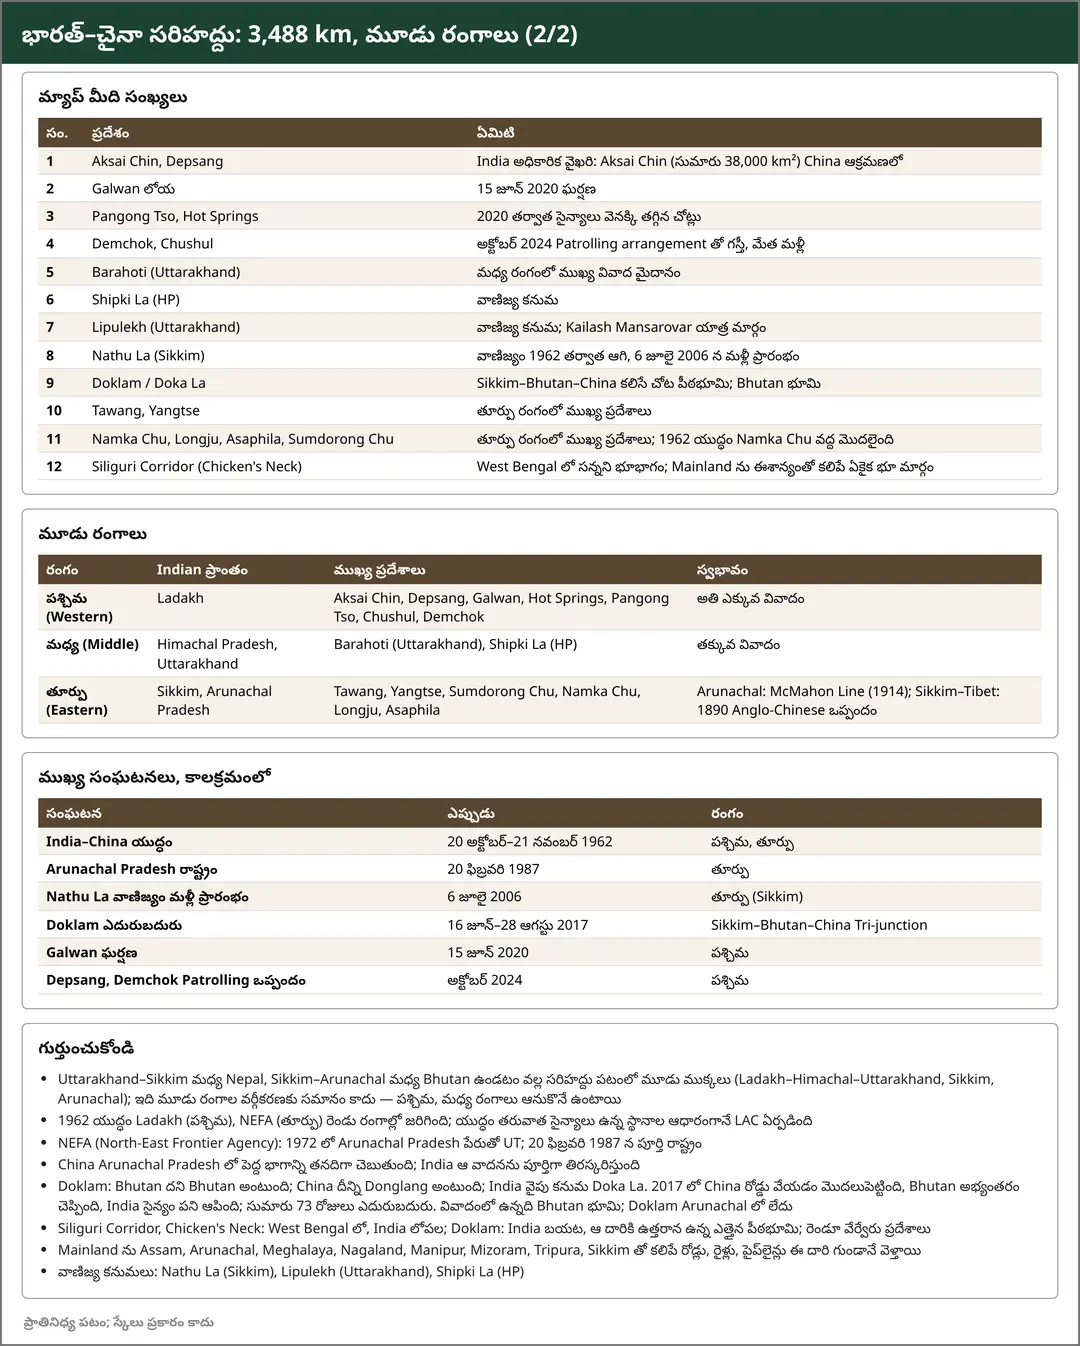 భారత్–చైనా సరిహద్దు: 3,488 km, మూడు రంగాలు (2/2)
మ్యాప్ మీది సంఖ్యలు
సం. ప్రదేశం ఏమిటి
1 Aksai Chin, Depsang India అధికారిక వైఖరి: Aksai Chin (సుమారు 38,000 km²) China ఆక్రమణలో
2 Galwan లోయ 15 జూన్ 2020 ఘర్షణ
3 Pangong Tso, Hot Springs 2020 తర్వాత సైన్యాలు వెనక్కి తగ్గిన చోట్లు
4 Demchok, Chushul అక్టోబర్ 2024 Patrolling arrangement తో గస్తీ, మేత మళ్లీ
5 Barahoti (Uttarakhand) మధ్య రంగంలో ముఖ్య వివాద మైదానం
6 Shipki La (HP) వాణిజ్య కనుమ
7 Lipulekh (Uttarakhand) వాణిజ్య కనుమ; Kailash Mansarovar యాత్ర మార్గం
8 Nathu La (Sikkim) వాణిజ్యం 1962 తర్వాత ఆగి, 6 జూలై 2006 న మళ్లీ ప్రారంభం
9 Doklam / Doka La Sikkim–Bhutan–China కలిసే చోట పీఠభూమి; Bhutan భూమి
10 Tawang, Yangtse తూర్పు రంగంలో ముఖ్య ప్రదేశాలు
11 Namka Chu, Longju, Asaphila, Sumdorong Chu తూర్పు రంగంలో ముఖ్య ప్రదేశాలు; 1962 యుద్ధం Namka Chu వద్ద మొదలైంది
12 Siliguri Corridor (Chicken's Neck) West Bengal లో సన్నని భూభాగం; Mainland ను ఈశాన్యంతో కలిపే ఏకైక భూ మార్గం
మూడు రంగాలు
రంగం Indian ప్రాంతం ముఖ్య ప్రదేశాలు స్వభావం
పశ్చిమ (Western) Ladakh Aksai Chin, Depsang, Galwan, Hot Springs, Pangong Tso, Chushul, Demchok అతి ఎక్కువ వివాదం
మధ్య (Middle) Himachal Pradesh, Uttarakhand Barahoti (Uttarakhand), Shipki La (HP) తక్కువ వివాదం
తూర్పు (Eastern) Sikkim, Arunachal Pradesh Tawang, Yangtse, Sumdorong Chu, Namka Chu, Longju, Asaphila Arunachal: McMahon Line (1914); Sikkim–Tibet: 1890 Anglo-Chinese ఒప్పందం
ముఖ్య సంఘటనలు, కాలక్రమంలో
సంఘటన ఎప్పుడు రంగం
India–China యుద్ధం 20 అక్టోబర్–21 నవంబర్ 1962 పశ్చిమ, తూర్పు
Arunachal Pradesh రాష్ట్రం 20 ఫిబ్రవరి 1987 తూర్పు
Nathu La వాణిజ్యం మళ్లీ ప్రారంభం 6 జూలై 2006 తూర్పు (Sikkim)
Doklam ఎదురుబదురు 16 జూన్–28 ఆగస్టు 2017 Sikkim–Bhutan–China Tri-junction
Galwan ఘర్షణ 15 జూన్ 2020 పశ్చిమ
Depsang, Demchok Patrolling ఒప్పందం అక్టోబర్ 2024 పశ్చిమ
గుర్తుంచుకోండి
• Uttarakhand–Sikkim మధ్య Nepal, Sikkim–Arunachal మధ్య Bhutan ఉండటం వల్ల సరిహద్దు పటంలో మూడు ముక్కలు (Ladakh–Himachal–Uttarakhand, Sikkim,
Arunachal); ఇది మూడు రంగాల వర్గీకరణకు సమానం కాదు — పశ్చిమ, మధ్య రంగాలు ఆనుకొనే ఉంటాయి
• 1962 యుద్ధం Ladakh (పశ్చిమ), NEFA (తూర్పు) రెండు రంగాల్లో జరిగింది; యుద్ధం తరువాత సైన్యాలు ఉన్న స్థానాల ఆధారంగానే LAC ఏర్పడింది
• NEFA (North-East Frontier Agency): 1972 లో Arunachal Pradesh పేరుతో UT; 20 ఫిబ్రవరి 1987 న పూర్తి రాష్ట్రం
• China Arunachal Pradesh లో పెద్ద భాగాన్ని తనదిగా చెబుతుంది; India ఆ వాదనను పూర్తిగా తిరస్కరిస్తుంది
• Doklam: Bhutan దని Bhutan అంటుంది; China దీన్ని Donglang అంటుంది; India వైపు కనుమ Doka La. 2017 లో China రోడ్డు వేయడం మొదలుపెట్టింది, Bhutan అభ్యంతరం
చెప్పింది, India సైన్యం పని ఆపింది; సుమారు 73 రోజులు ఎదురుబదురు. వివాదంలో ఉన్నది Bhutan భూమి; Doklam Arunachal లో లేదు
• Siliguri Corridor, Chicken's Neck: West Bengal లో, India లోపల; Doklam: India బయట, ఆ దారికి ఉత్తరాన ఉన్న ఎత్తైన పీఠభూమి; రెండూ వేర్వేరు ప్రదేశాలు
• Mainland ను Assam, Arunachal, Meghalaya, Nagaland, Manipur, Mizoram, Tripura, Sikkim తో కలిపే రోడ్లు, రైళ్లు, పైప్‌లైన్లు ఈ దారి గుండానే వెళ్తాయి
• వాణిజ్య కనుమలు: Nathu La (Sikkim), Lipulekh (Uttarakhand), Shipki La (HP)
ప్రాతినిధ్య పటం; స్కేలు ప్రకారం కాదు